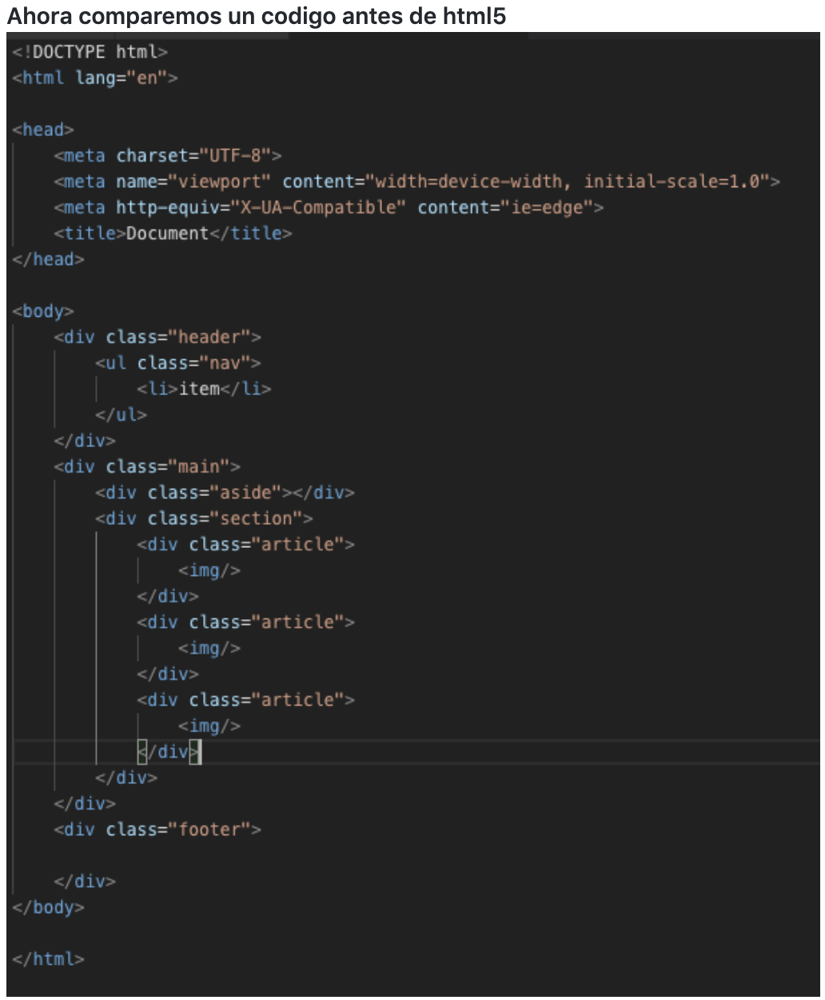 Ahora comparemos un codigo antes de html5
<!DOCTYPE html>
<html lang="en">
<head>
<meta charset="UTF-8">
<meta name="viewport" content="width=device-width, initial-scale=1.0">
<meta http-equiv="X-UA-Compatible" content="ie=edge">
<title>Document</title>
</head>
<body>
<div class="header">
<ul class="nav">
<li>item</li>
</ul>
</div>
<div class="main">
<div class="aside"></div>
<div class="section">
<div class="article">
<img/>
</div>
<div class="article">
<img/>
</div>
<div class="article">
<img/>
</div>
</div>
</div>
<div class="footer">
</div>
</body>
</html>